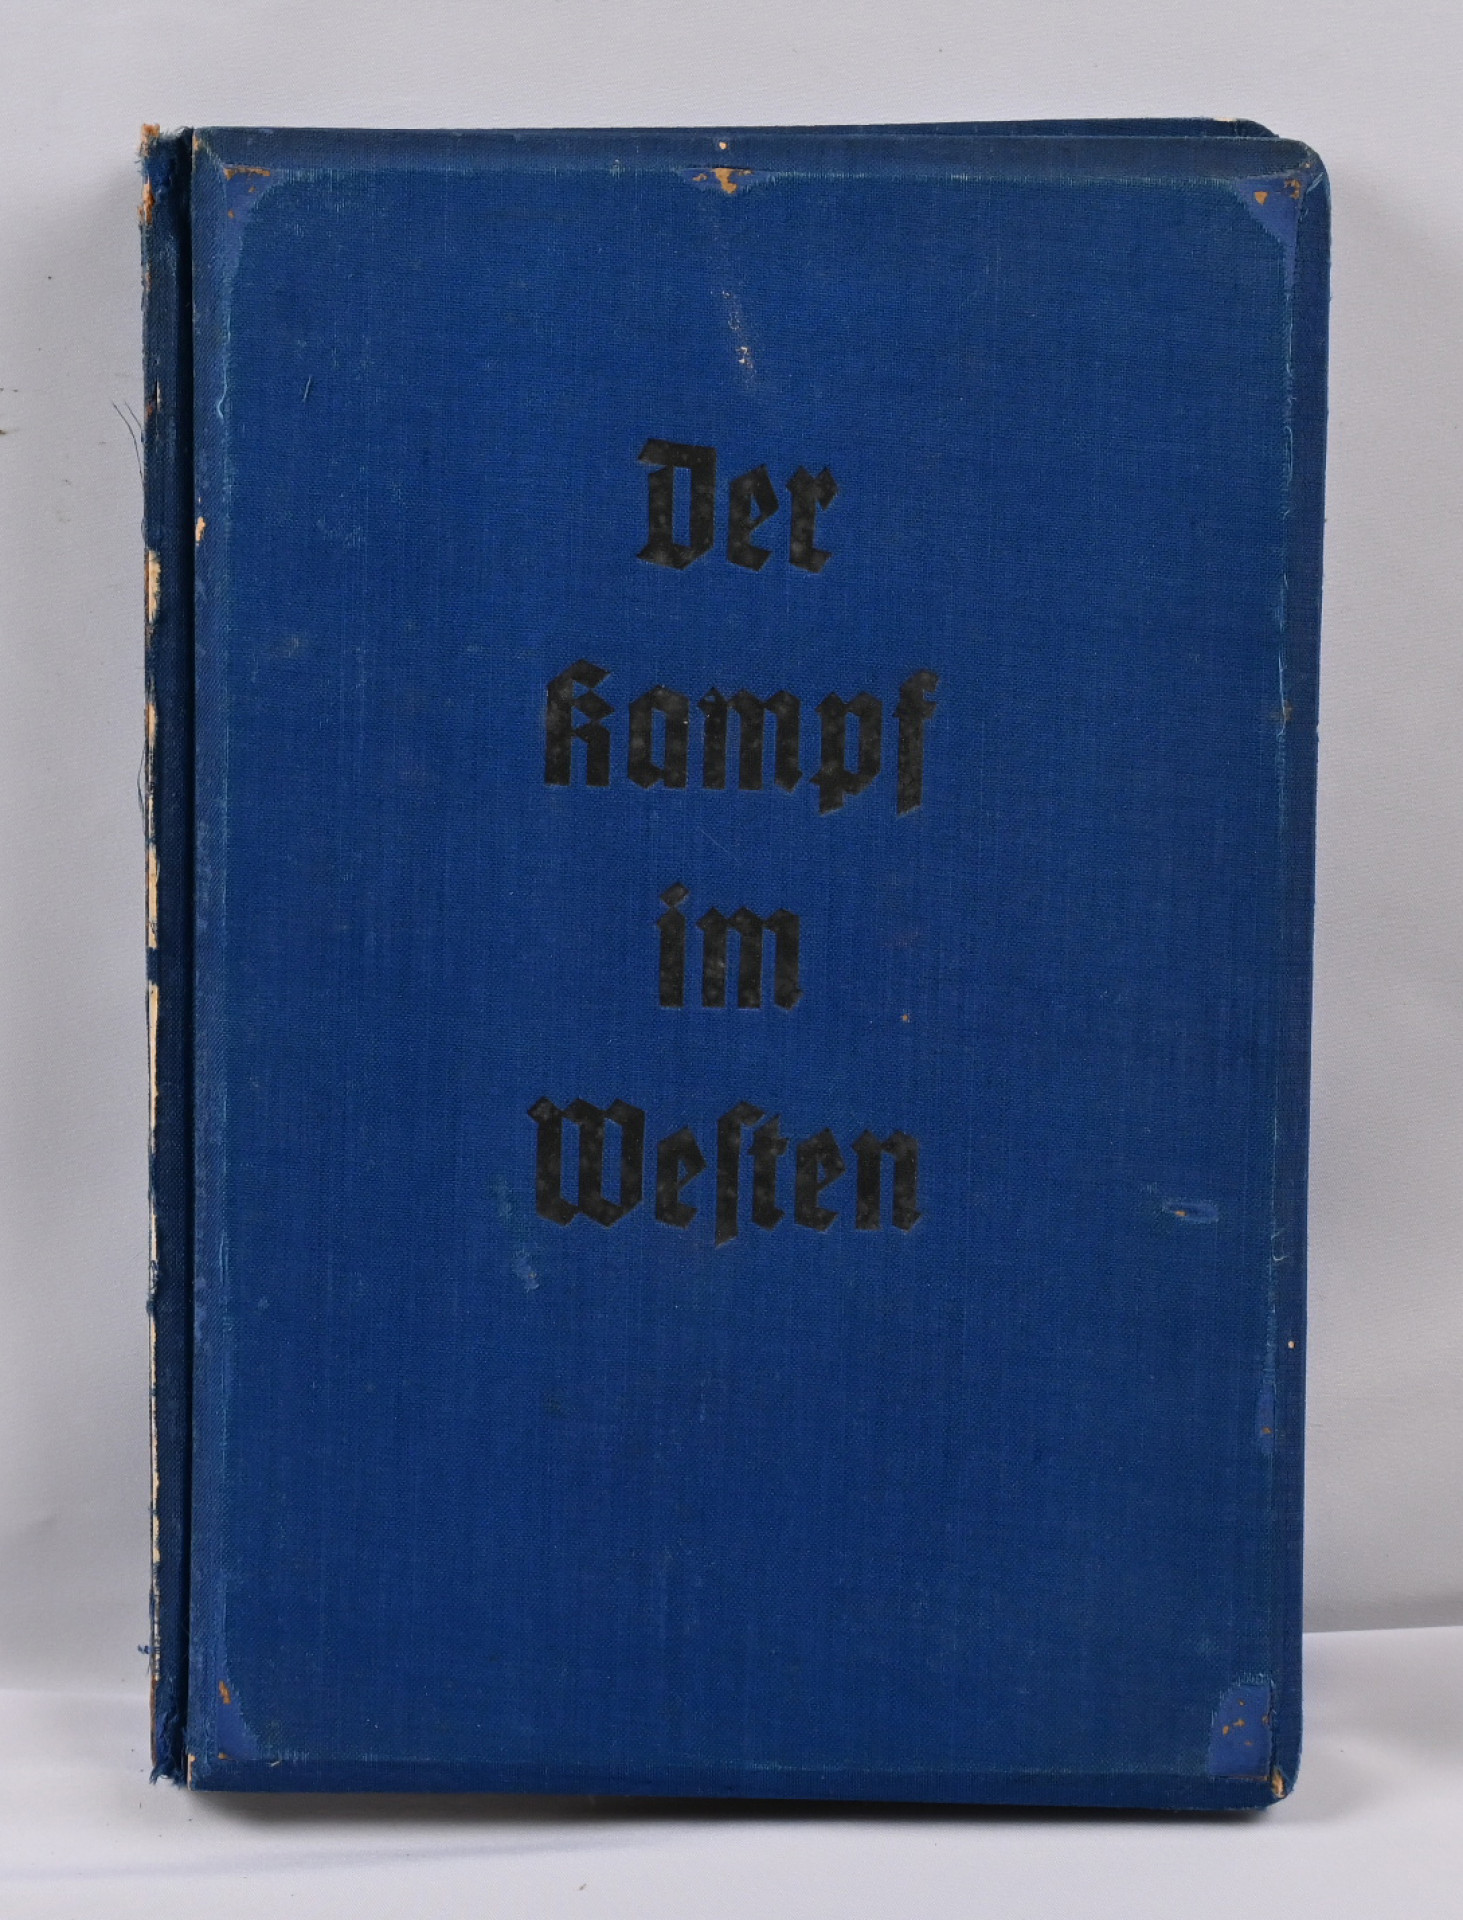 Der
Kampf
im
Weſten